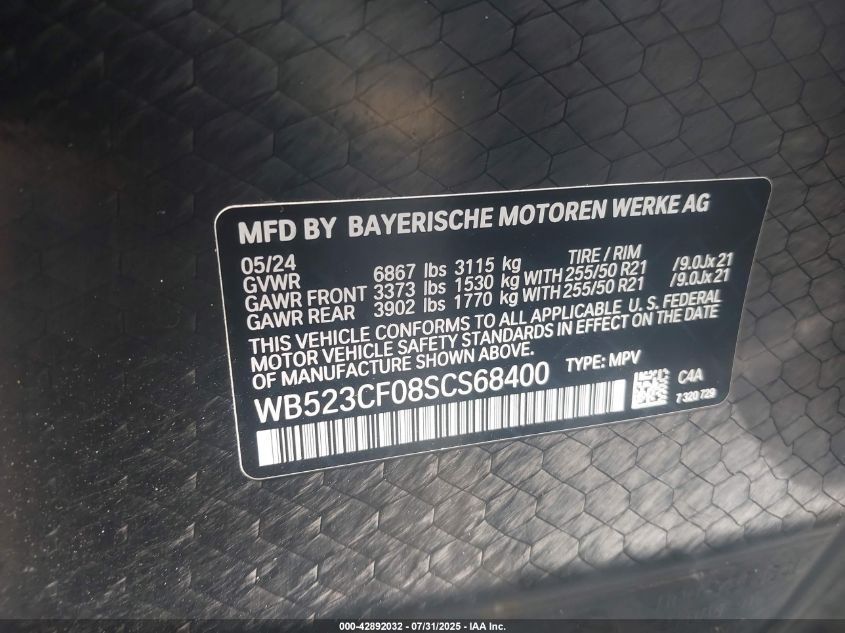 MFD BY BAYERISCHE MOTOREN WERKE AG
05/24 TIRE / RIM
GVWR 6867 lbs 3115 kg
GAWR FRONT 3373 lbs 1530 kg WITH 255/50 R21 /9.0Jx21
GAWR REAR 3902 lbs 1770 kg WITH 255/50 R21 /9.0Jx21
THIS VEHICLE CONFORMS TO ALL APPLICABLE U.S. FEDERAL
MOTOR VEHICLE SAFETY STANDARDS IN EFFECT ON THE DATE
OF MANUFACTURE SHOWN ABOVE.
WB523CF08SCS68400 TYPE: MPV
C4A
7 320 729
000-42892032 - 07/31/2025 - IAA Inc.